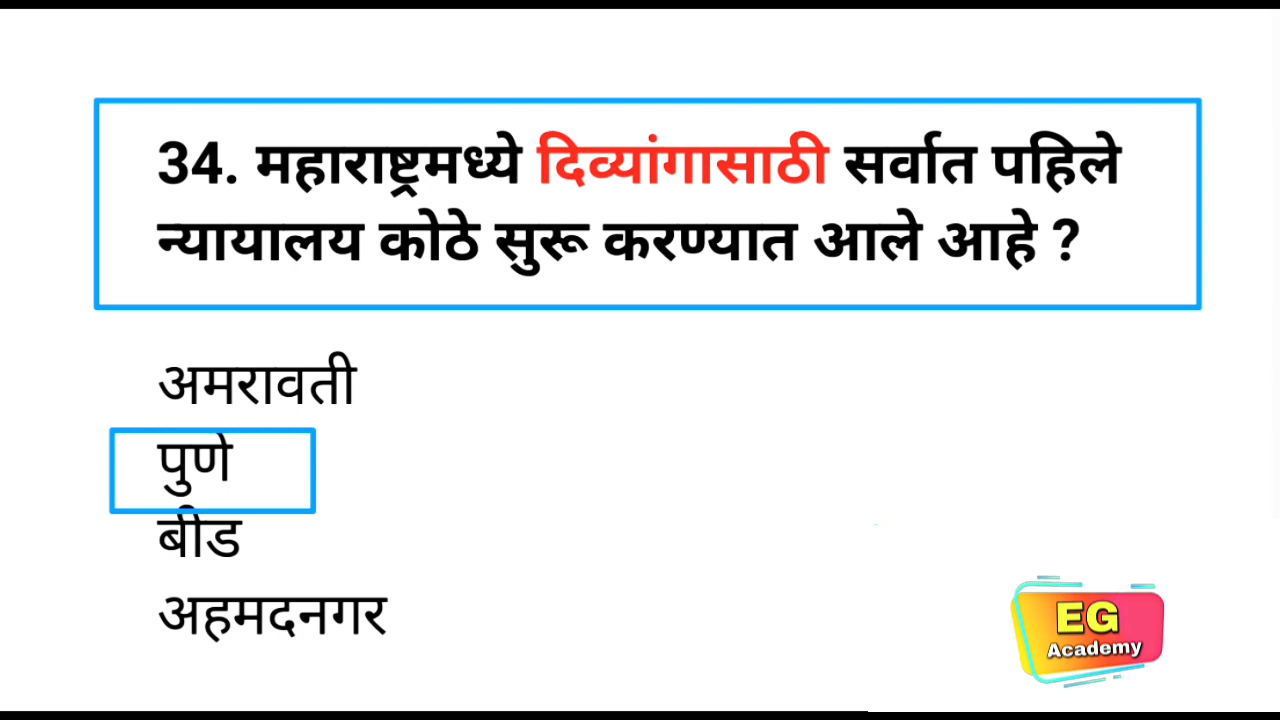 34. महाराष्ट्रमध्ये दिव्यांगासाठी सर्वात पहिले
न्यायालय कोठे सुरू करण्यात आले आहे ?
अमरावती
पुणे
बीड
अहमदनगर
EG
Academy